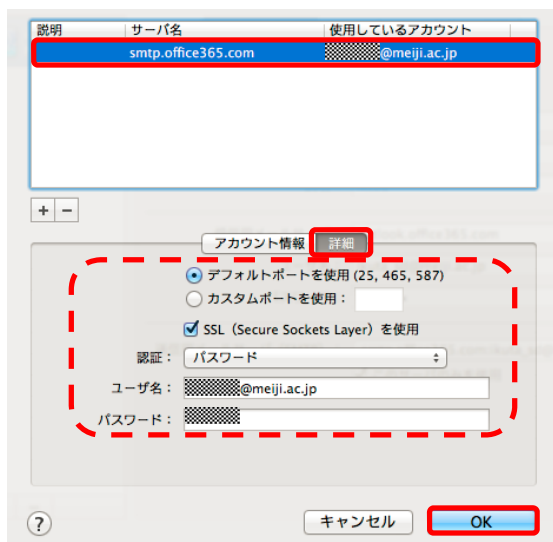 説明 サーバ名 使用しているアカウント
smtp.office365.com @meiji.ac.jp
+ −
アカウント情報 詳細
デフォルトポートを使用 (25, 465, 587)
カスタムポートを使用：
SSL（Secure Sockets Layer）を使用
認証： パスワード
ユーザ名： @meiji.ac.jp
パスワード：
? キャンセル OK